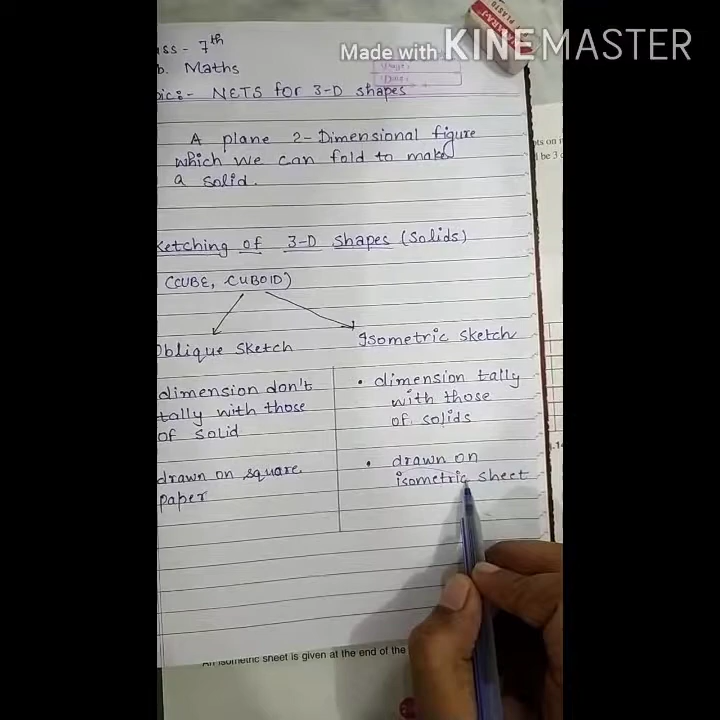 ass - 7th
Made with KINEMASTER
b. Maths
pic:- NETS for 3-D shapes
A plane 2-Dimensional figure
which we can fold to make
a solid.
ketching of 3-D shapes (solids)
(CUBE, CUBOID)
Oblique sketch
Isometric sketch
dimension don't
tally with those
of solid
• dimension tally
with those
of solids
drawn on square
paper
• drawn on
isometric sheet
An isometric sheet is given at the end of the